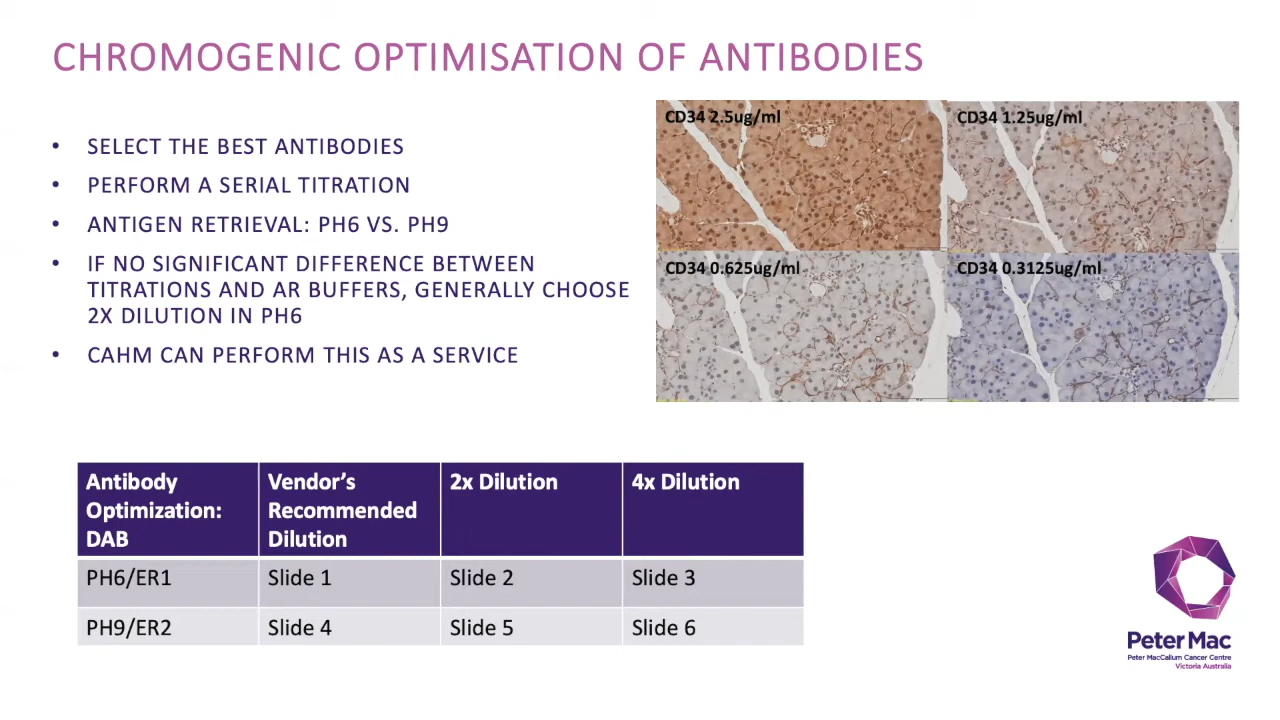 CHROMOGENIC OPTIMISATION OF ANTIBODIES
• SELECT THE BEST ANTIBODIES
• PERFORM A SERIAL TITRATION
• ANTIGEN RETRIEVAL: PH6 VS. PH9
• IF NO SIGNIFICANT DIFFERENCE BETWEEN
TITRATIONS AND AR BUFFERS, GENERALLY CHOOSE
2X DILUTION IN PH6
• CAHM CAN PERFORM THIS AS A SERVICE
CD34 2.5ug/ml
CD34 1.25ug/ml
CD34 0.625ug/ml
CD34 0.3125ug/ml
Antibody
Optimization:
DAB
Vendor's
Recommended
Dilution
2x Dilution
4x Dilution
PH6/ER1
Slide 1
Slide 2
Slide 3
PH9/ER2
Slide 4
Slide 5
Slide 6
Peter Mac
Peter MacCallum Cancer Centre
Victoria Australia